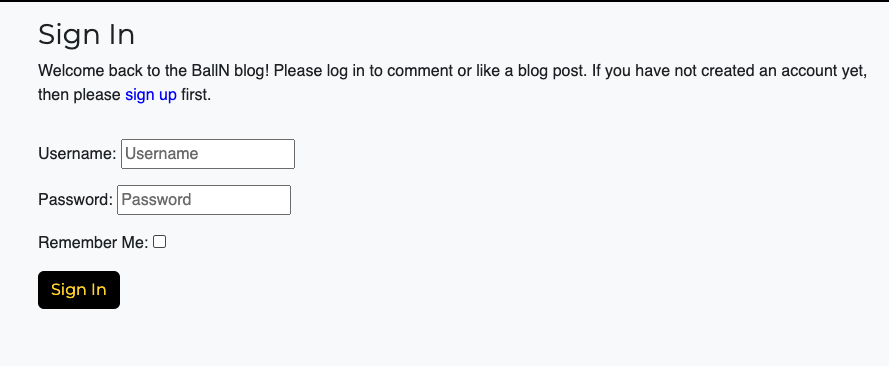 Sign In
Welcome back to the BallN blog! Please log in to comment or like a blog post. If you have not created an account yet,
then please sign up first.
Username: Username
Password: Password
Remember Me:
Sign In